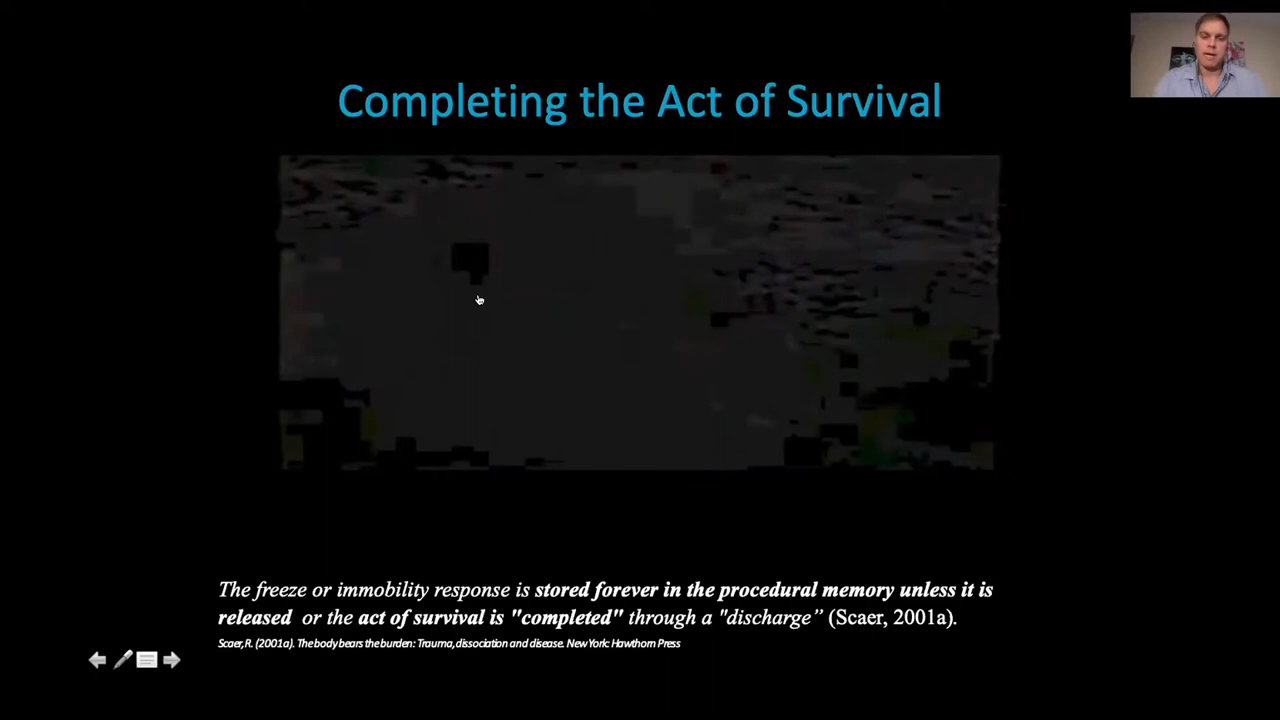 Completing the Act of Survival
The freeze or immobility response is stored forever in the procedural memory unless it is
released or the act of survival is "completed" through a "discharge” (Scaer, 2001a).
Scaer, R. (2001a). The body bears the burden: Trauma, dissociation and disease. New York: Hawthorn Press